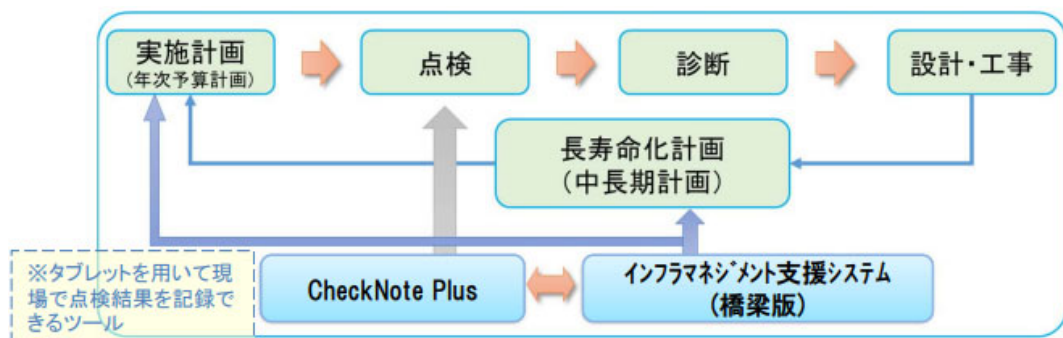 実施計画
(年次予算計画)
点検
診断
設計・工事
長寿命化計画
(中長期計画)
※タブレットを用いて現
場で点検結果を記録で
きるツール
CheckNote Plus
インフラマネジメント支援システム
(橋梁版)